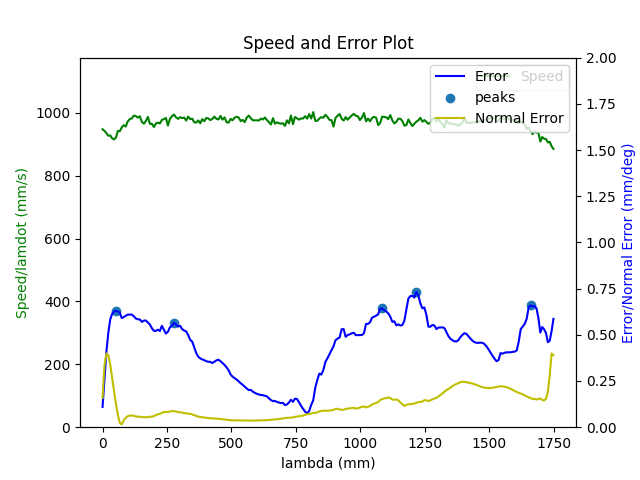 Speed and Error Plot
Error
Speed
peaks
Normal Error
Speed/lamdot (mm/s)
0
200
400
600
800
1000
0.00
0.25
0.50
0.75
1.00
1.25
1.50
1.75
2.00
Error/Normal Error (mm/deg)
0 250 500 750 1000 1250 1500 1750
lambda (mm)